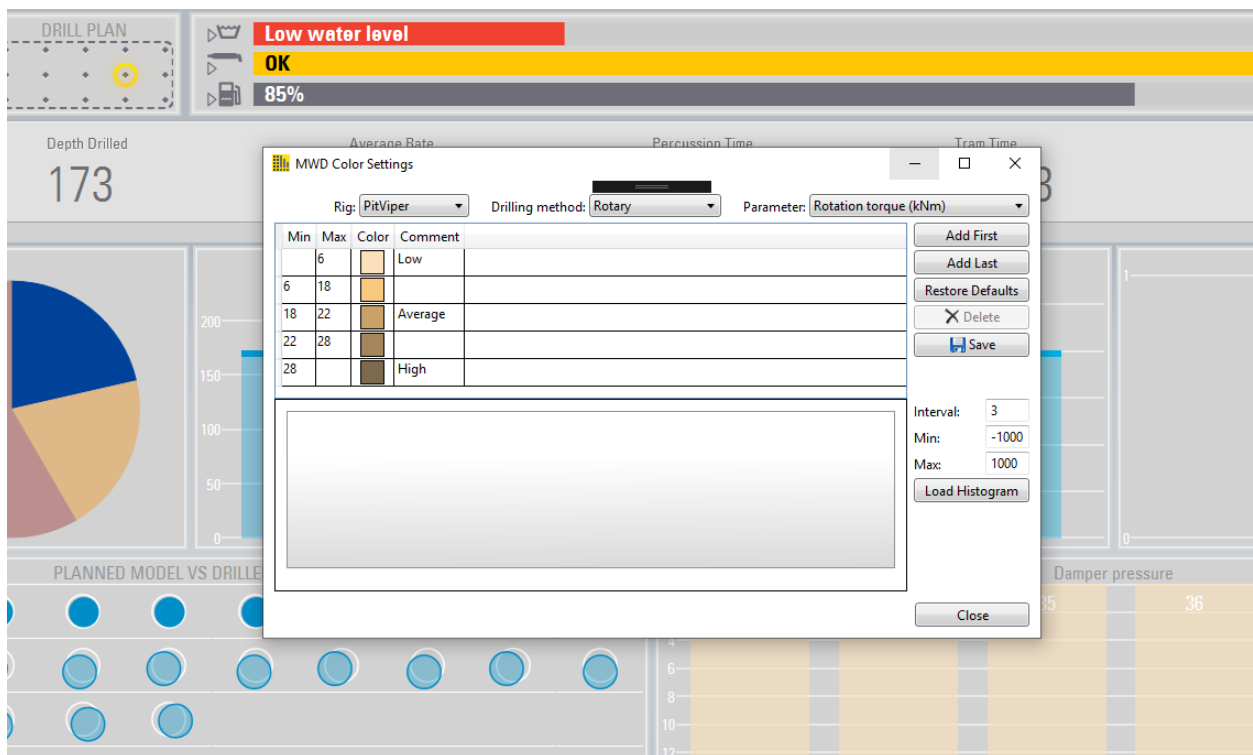 DRILL PLAN
Low water level
OK
85%
Depth Drilled
Average Rate
Percussion Time
Tram Time
173
MWD Color Settings
Rig: PitViper
Drilling method: Rotary
Parameter: Rotation torque (kNm)
Min Max Color Comment
6 Low
6 18
18 22 Average
22 28
28 High
Add First
Add Last
Restore Defaults
Delete
Save
Interval: 3
Min: -1000
Max: 1000
Load Histogram
Close
200
150
100
50
0
1
0
PLANNED MODEL VS DRILLE
Damper pressure
35 36
4
6
8
10
12